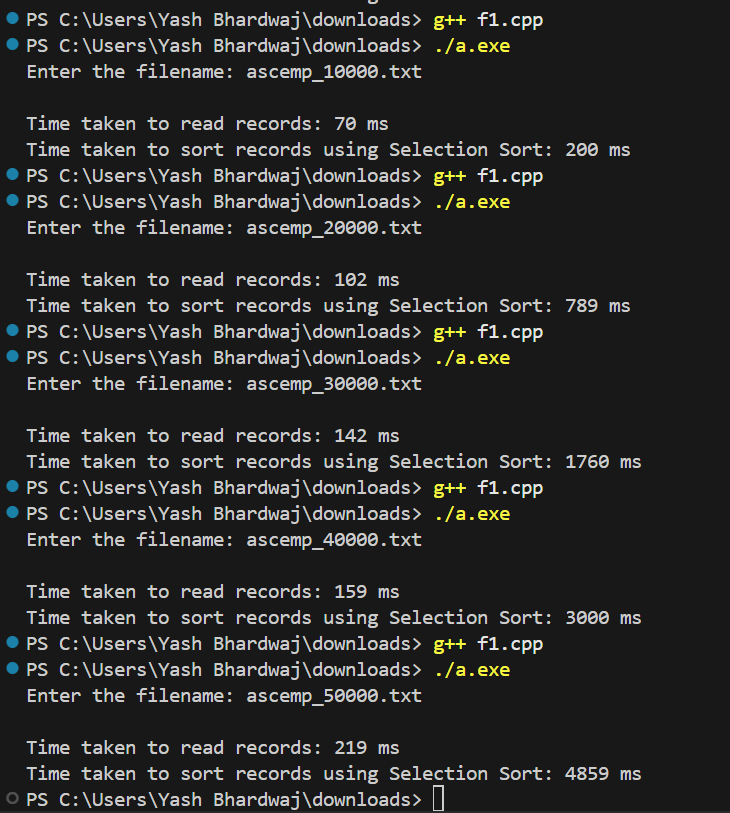 PS C:\Users\Yash Bhardwaj\downloads> g++ f1.cpp
PS C:\Users\Yash Bhardwaj\downloads> ./a.exe
Enter the filename: ascemp_10000.txt
Time taken to read records: 70 ms
Time taken to sort records using Selection Sort: 200 ms
PS C:\Users\Yash Bhardwaj\downloads> g++ f1.cpp
PS C:\Users\Yash Bhardwaj\downloads> ./a.exe
Enter the filename: ascemp_20000.txt
Time taken to read records: 102 ms
Time taken to sort records using Selection Sort: 789 ms
PS C:\Users\Yash Bhardwaj\downloads> g++ f1.cpp
PS C:\Users\Yash Bhardwaj\downloads> ./a.exe
Enter the filename: ascemp_30000.txt
Time taken to read records: 142 ms
Time taken to sort records using Selection Sort: 1760 ms
PS C:\Users\Yash Bhardwaj\downloads> g++ f1.cpp
PS C:\Users\Yash Bhardwaj\downloads> ./a.exe
Enter the filename: ascemp_40000.txt
Time taken to read records: 159 ms
Time taken to sort records using Selection Sort: 3000 ms
PS C:\Users\Yash Bhardwaj\downloads> g++ f1.cpp
PS C:\Users\Yash Bhardwaj\downloads> ./a.exe
Enter the filename: ascemp_50000.txt
Time taken to read records: 219 ms
Time taken to sort records using Selection Sort: 4859 ms
PS C:\Users\Yash Bhardwaj\downloads>